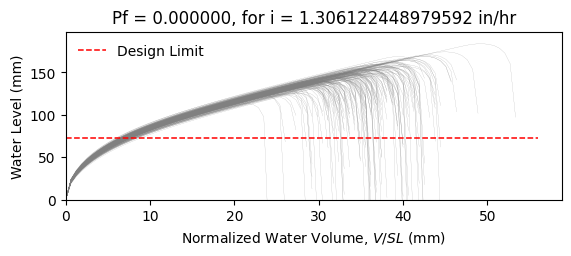 Pf = 0.000000, for i = 1.306122448979592 in/hr
Design Limit
Water Level (mm)
150
100
50
0
0 10 20 30 40 50
Normalized Water Volume, V/SL (mm)